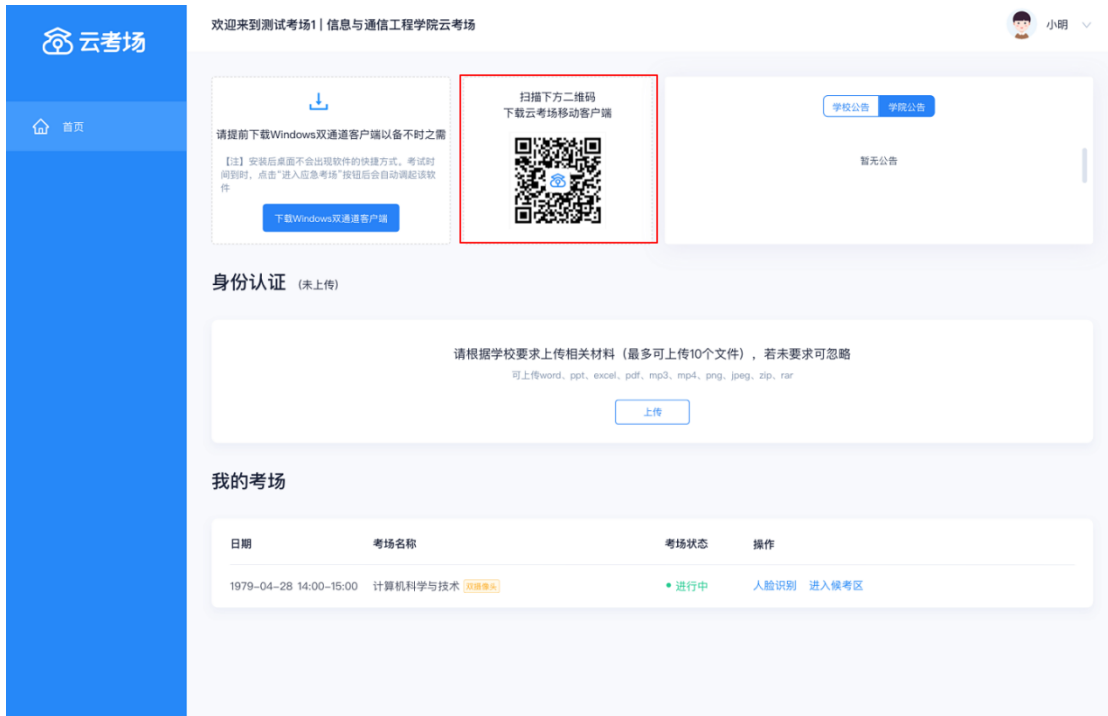 云考场
首页
欢迎来到测试考场1 | 信息与通信工程学院云考场
小明
请提前下载Windows双通道客户端以备不时之需
【注】安装后桌面不会出现软件的快捷方式。考试时
间到时，点击“进入应急考场”按钮后会自动调起该软
件
下载Windows双通道客户端
扫描下方二维码
下载云考场移动客户端
学校公告 学院公告
暂无公告
身份认证 (未上传)
请根据学校要求上传相关材料（最多可上传10个文件），若未要求可忽略
可上传word、ppt、excel、pdf、mp3、mp4、png、jpeg、zip、rar
上传
我的考场
日期 考场名称 考场状态 操作
1979-04-28 14:00-15:00 计算机科学与技术 双摄像头 进行中 人脸识别 进入候考区